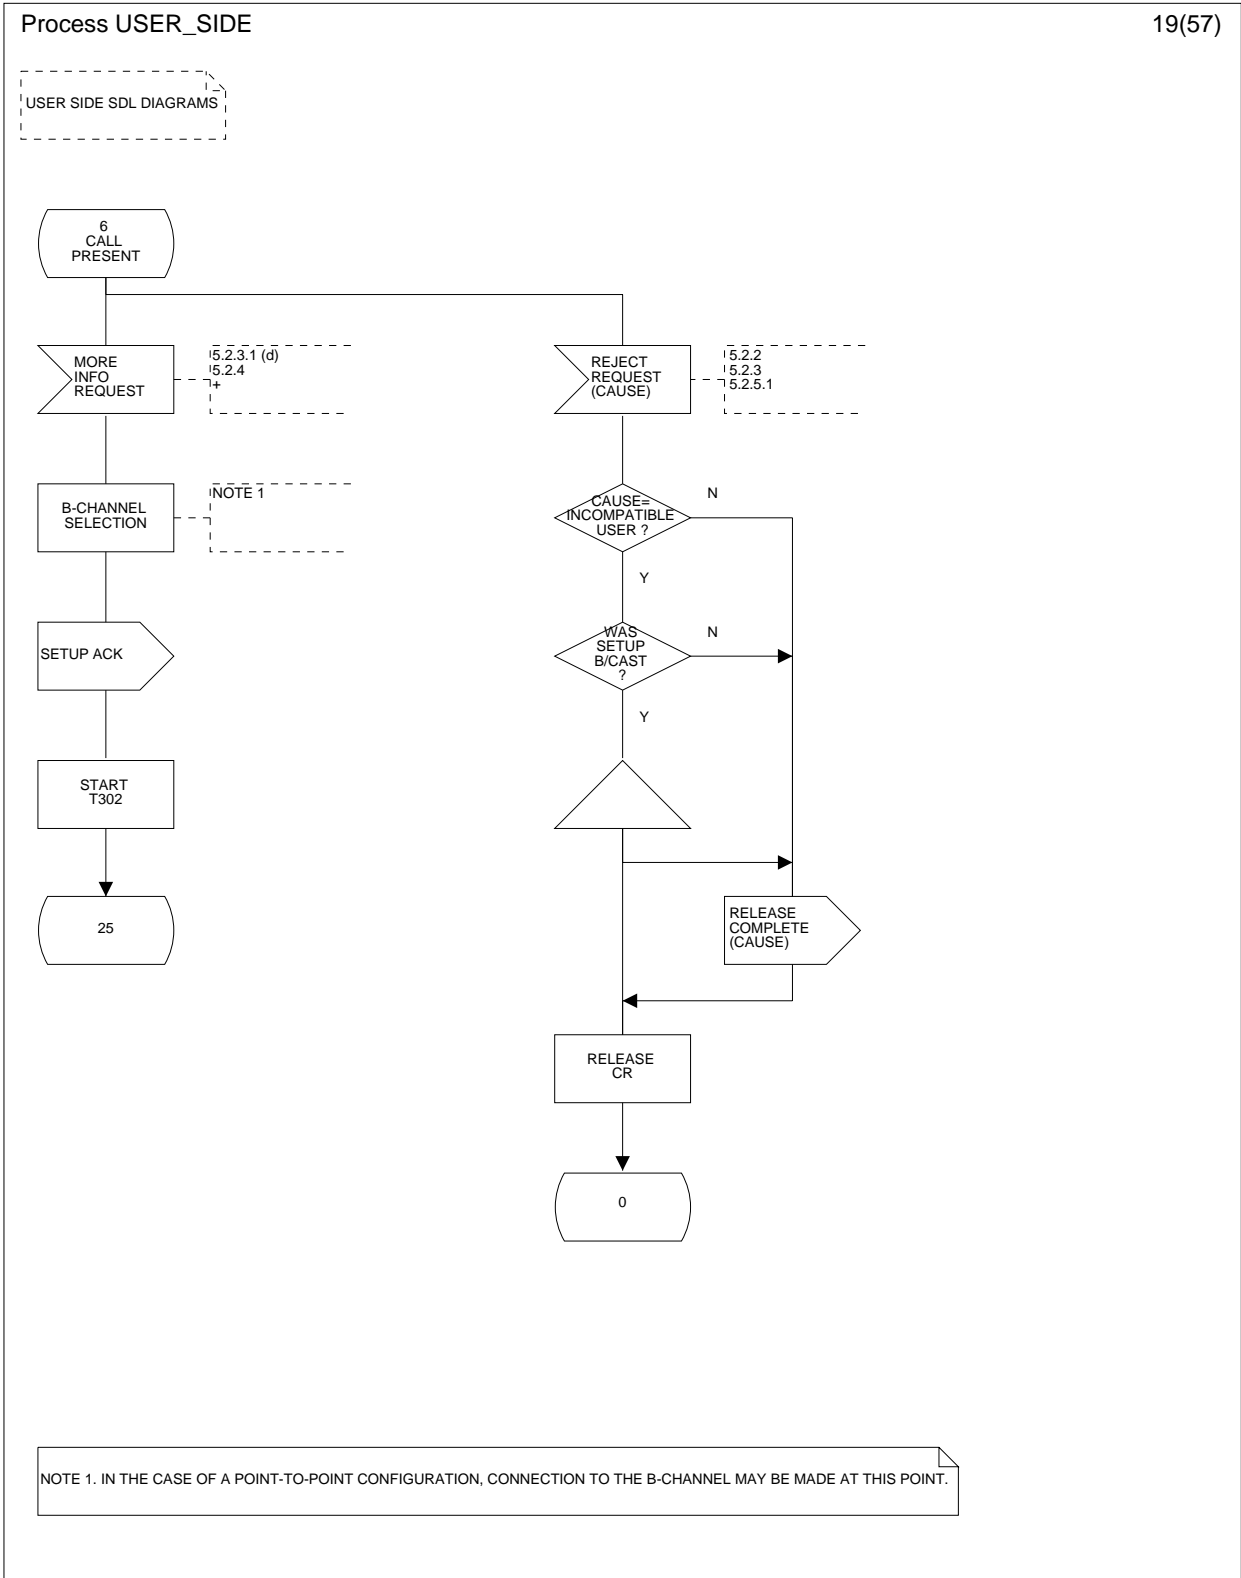 Process USER_SIDE
19(57)
USER SIDE SDL DIAGRAMS
6
CALL
PRESENT
MORE
INFO
REQUEST
5.2.3.1 (d)
5.2.4
+
REJECT
REQUEST
(CAUSE)
5.2.2
5.2.3
5.2.5.1
B-CHANNEL
SELECTION
NOTE 1
CAUSE=
INCOMPATIBLE
USER ?
N
Y
SETUP ACK
WAS
SETUP
B/CAST
?
N
Y
START
T302
25
RELEASE
COMPLETE
(CAUSE)
RELEASE
CR
0
NOTE 1. IN THE CASE OF A POINT-TO-POINT CONFIGURATION, CONNECTION TO THE B-CHANNEL MAY BE MADE AT THIS POINT.